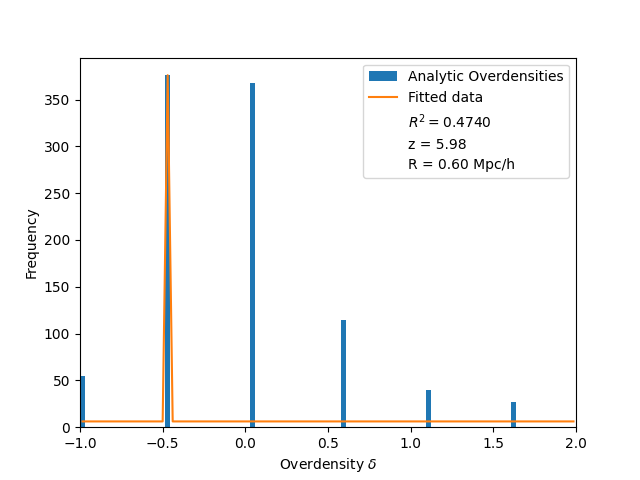 Analytic Overdensities
Fitted data
R² = 0.4740
z = 5.98
R = 0.60 Mpc/h
350
300
250
200
150
100
50
0
Frequency
−1.0 −0.5 0.0 0.5 1.0 1.5 2.0
Overdensity δ